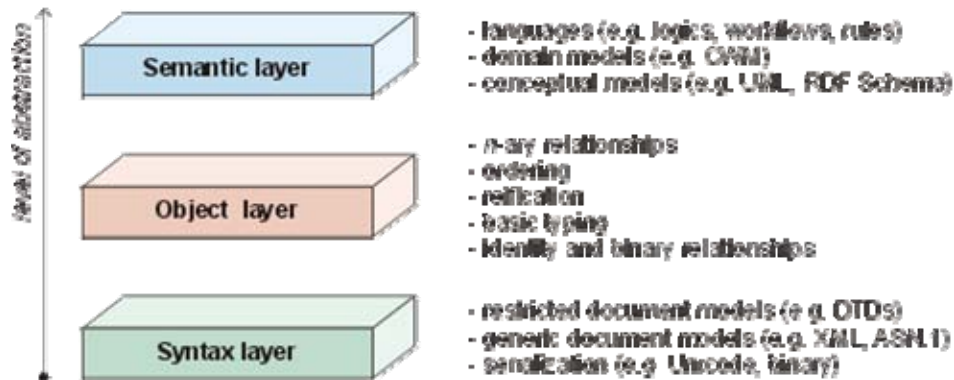 level of abstraction
Semantic layer
- languages (e.g. logics, workflows, rules)
- domain models (e.g. CWM)
- conceptual models (e.g. UML, RDF Schema)
Object layer
- n-ary relationships
- ordering
- reification
- basic typing
- identity and binary relationships
Syntax layer
- restricted document models (e.g. DTDs)
- generic document models (e.g. XML, ASN.1)
- serialization (e.g. Unicode, binary)